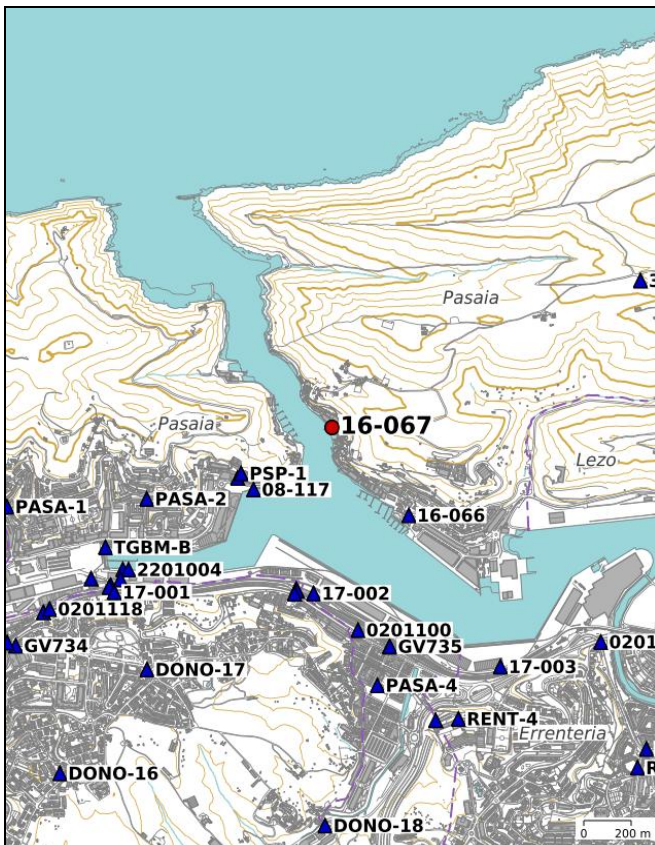 Pasaia
3
16-067
Pasaia
Lezo
PSP-1
08-117
PASA-2
PASA-1
16-066
TGBM-B
2201004
17-001
17-002
0201118
0201100
GV734
GV735
0201
DONO-17
17-003
PASA-4
RENT-4
Errenteria
R
DONO-16
DONO-18
0 200 m